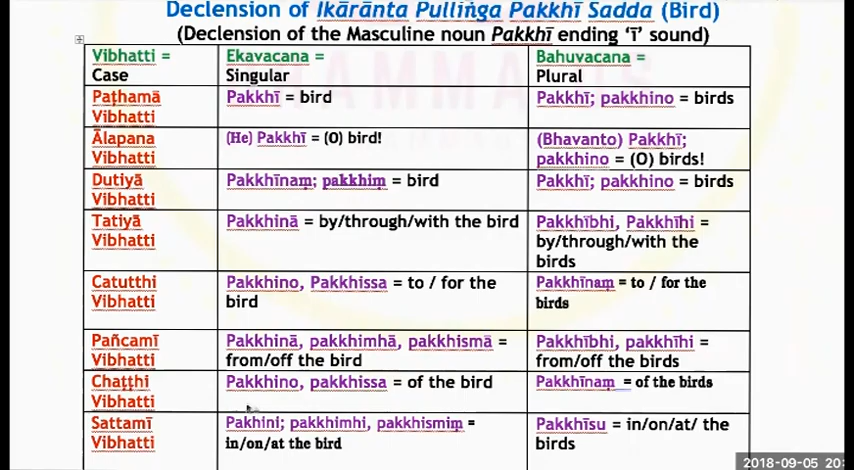 Declension of Ikārānta Pullinga Pakkhī Sadda (Bird)
(Declension of the Masculine noun Pakkhī ending ‘ī’ sound)
Vibhatti = Ekavacana = Bahuvacana =
Case Singular Plural
Paṭhamā Pakkhī = bird Pakkhī; pakkhino = birds
Vibhatti
Ālapana (He) Pakkhī = (O) bird! (Bhavanto) Pakkhī;
Vibhatti pakkhino = (O) birds!
Dutiyā Pakkhīnaṃ; pakkhiṃ = bird Pakkhī; pakkhino = birds
Vibhatti
Tatiyā Pakkhinā = by/through/with the bird Pakkhībhi, Pakkhīhi =
Vibhatti by/through/with the
birds
Catutthi Pakkhino, Pakkhissa = to / for the Pakkhīnaṃ = to / for the
Vibhatti bird birds
Pañcamī Pakkhinā, pakkhimhā, pakkhismā = Pakkhībhi, pakkhīhi =
Vibhatti from/off the bird from/off the birds
Chaṭṭhi Pakkhino, pakkhissa = of the bird Pakkhīnaṃ = of the birds
Vibhatti
Sattamī Pakhini; pakkhimhi, pakkhismiṃ = Pakkhīsu = in/on/at/ the
Vibhatti in/on/at the bird birds
2018-09-05